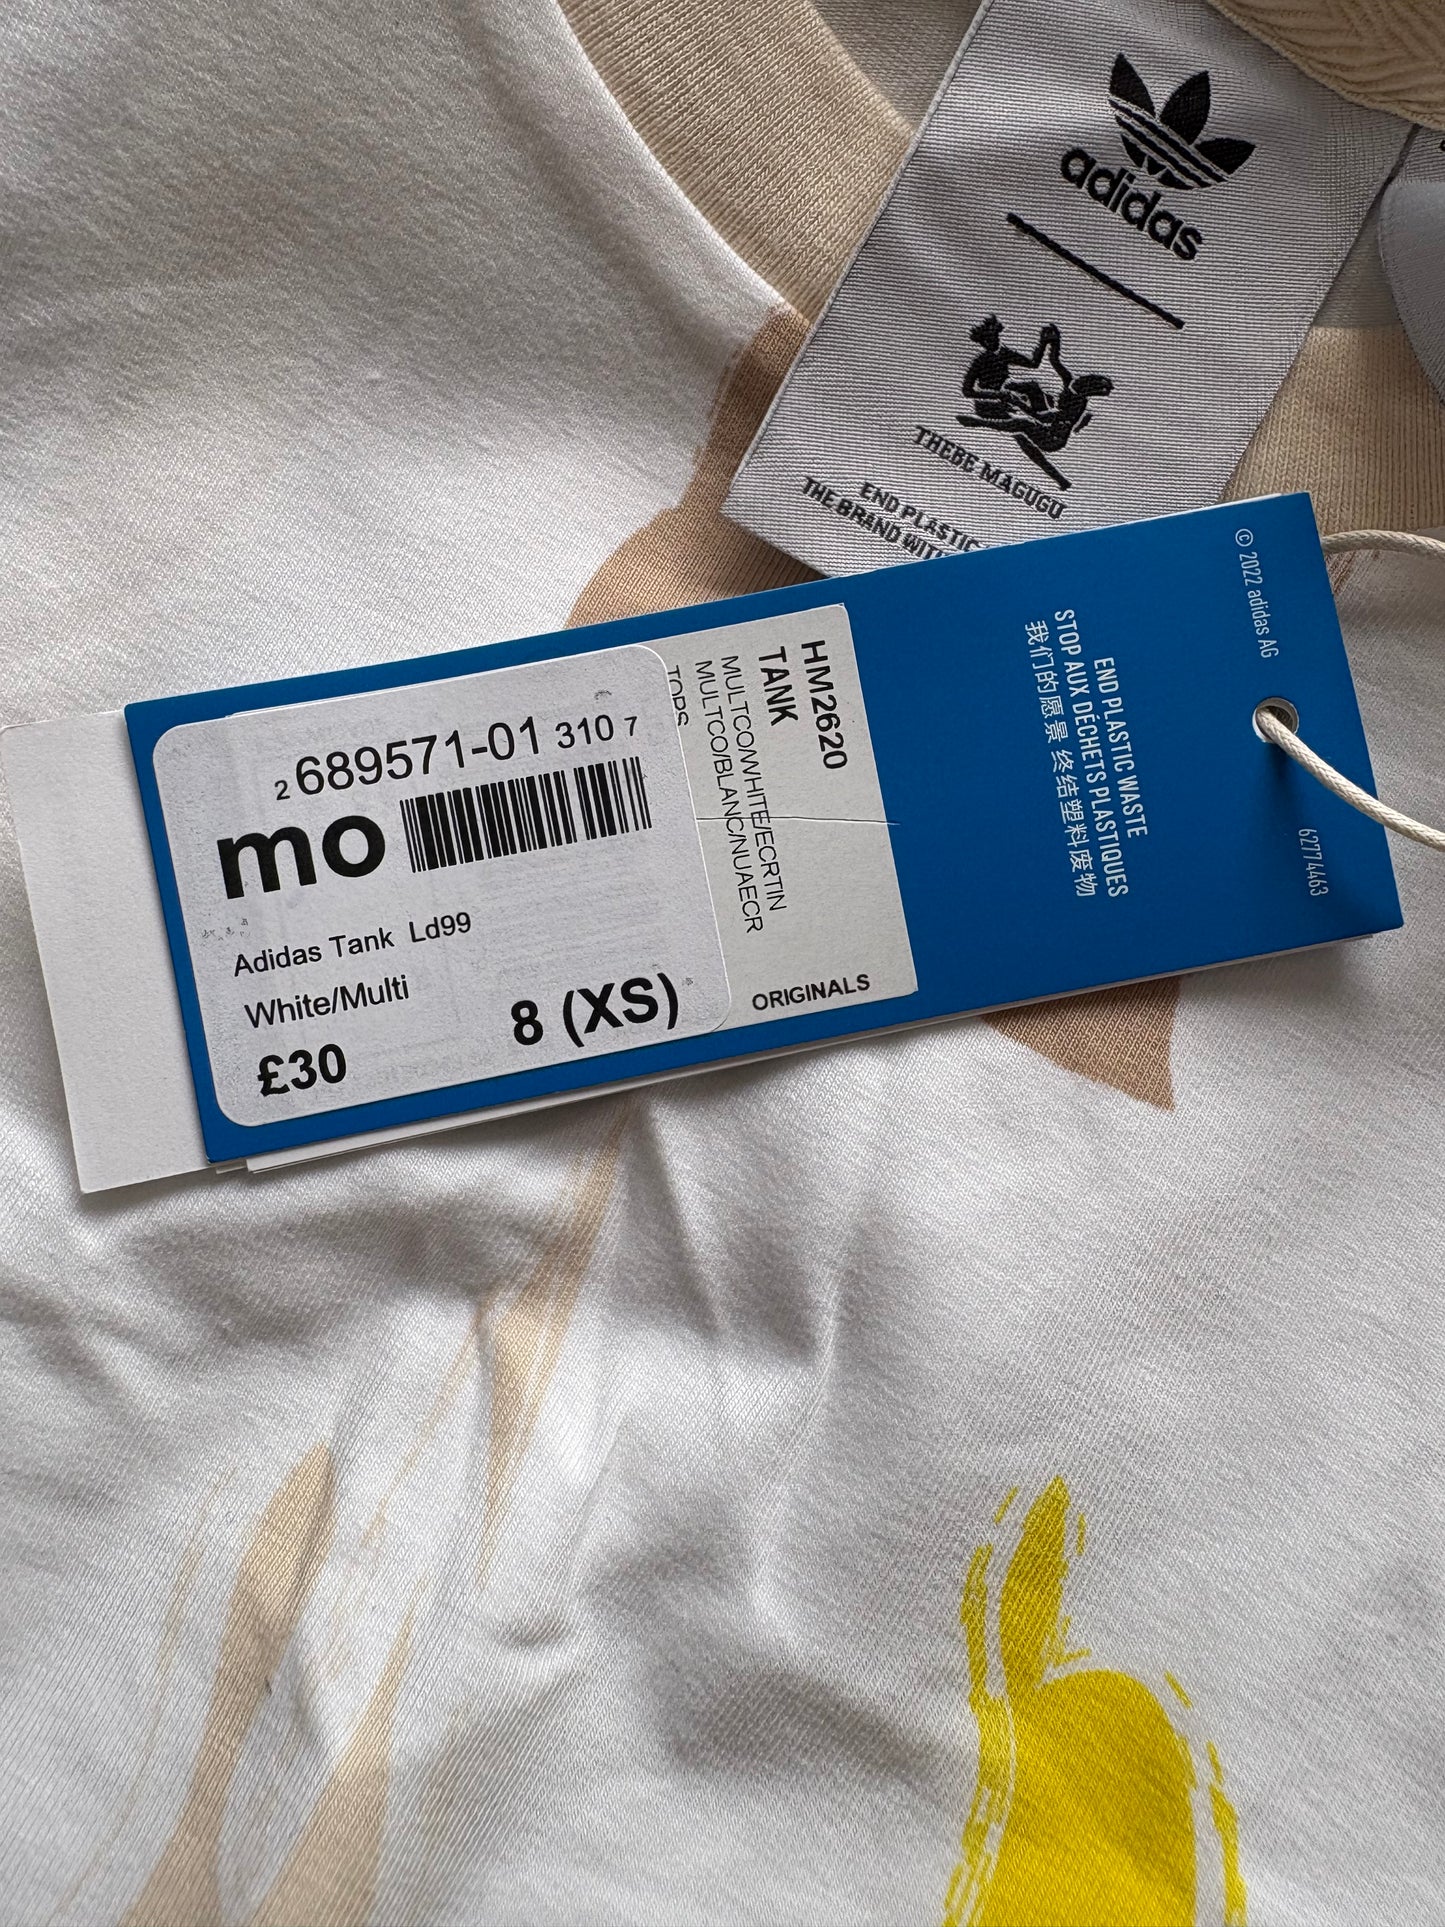 adidas
THEBE MAGUGU
END PLASTIC
THE BRAND WITH
© 2022 adidas AG
62774463
END PLASTIC WASTE
STOP AUX DÉCHETS PLASTIQUES
我们的愿景 终结塑料废物
HM2620
TANK
MULTCO/WHITE/ECRTIN
MULTCO/BLANC/NUAECR
TOPS
ORIGINALS
2 689571-01 310 7
mo
Adidas Tank Ld99
White/Multi
£30
8 (XS)